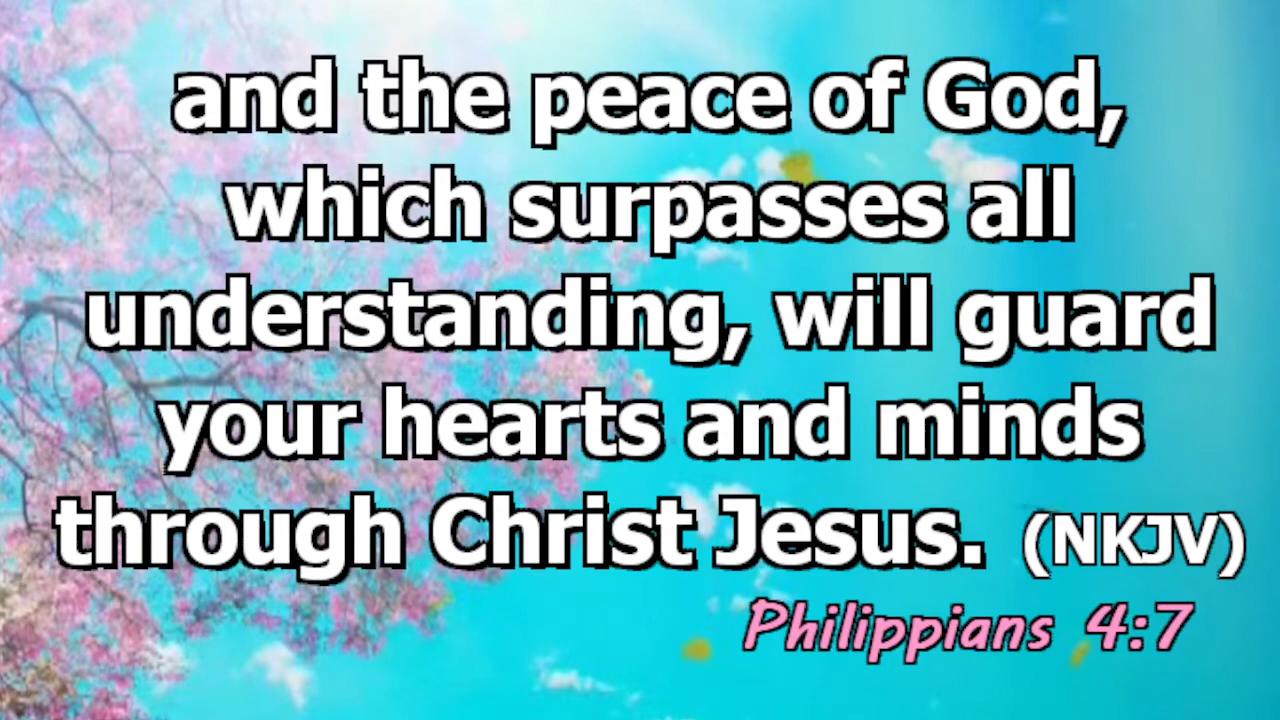 and the peace of God,
which surpasses all
understanding, will guard
your hearts and minds
through Christ Jesus. (NKJV)
Philippians 4:7